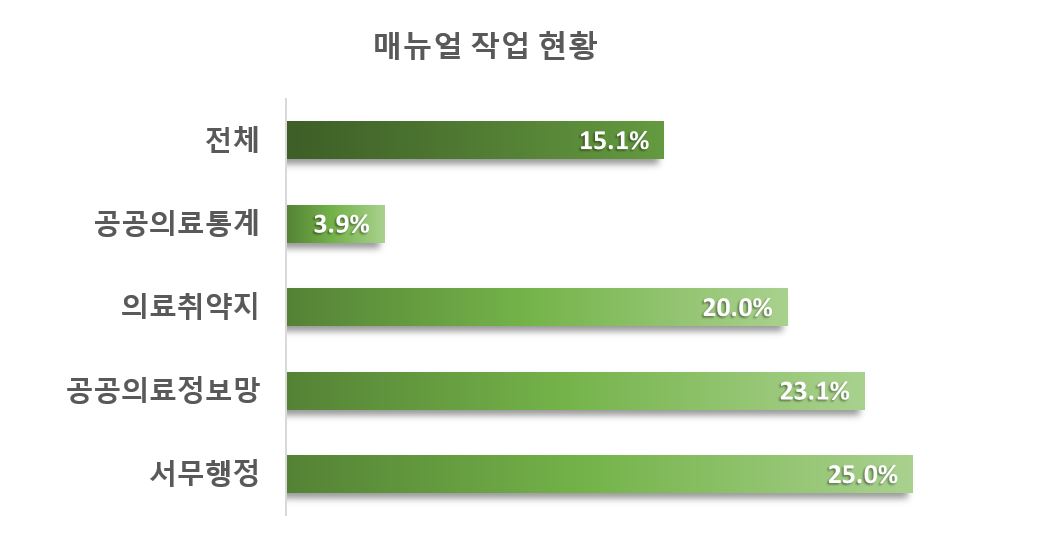 매뉴얼 작업 현황
전체 15.1%
공공의료통계 3.9%
의료취약지 20.0%
공공의료정보망 23.1%
서무행정 25.0%